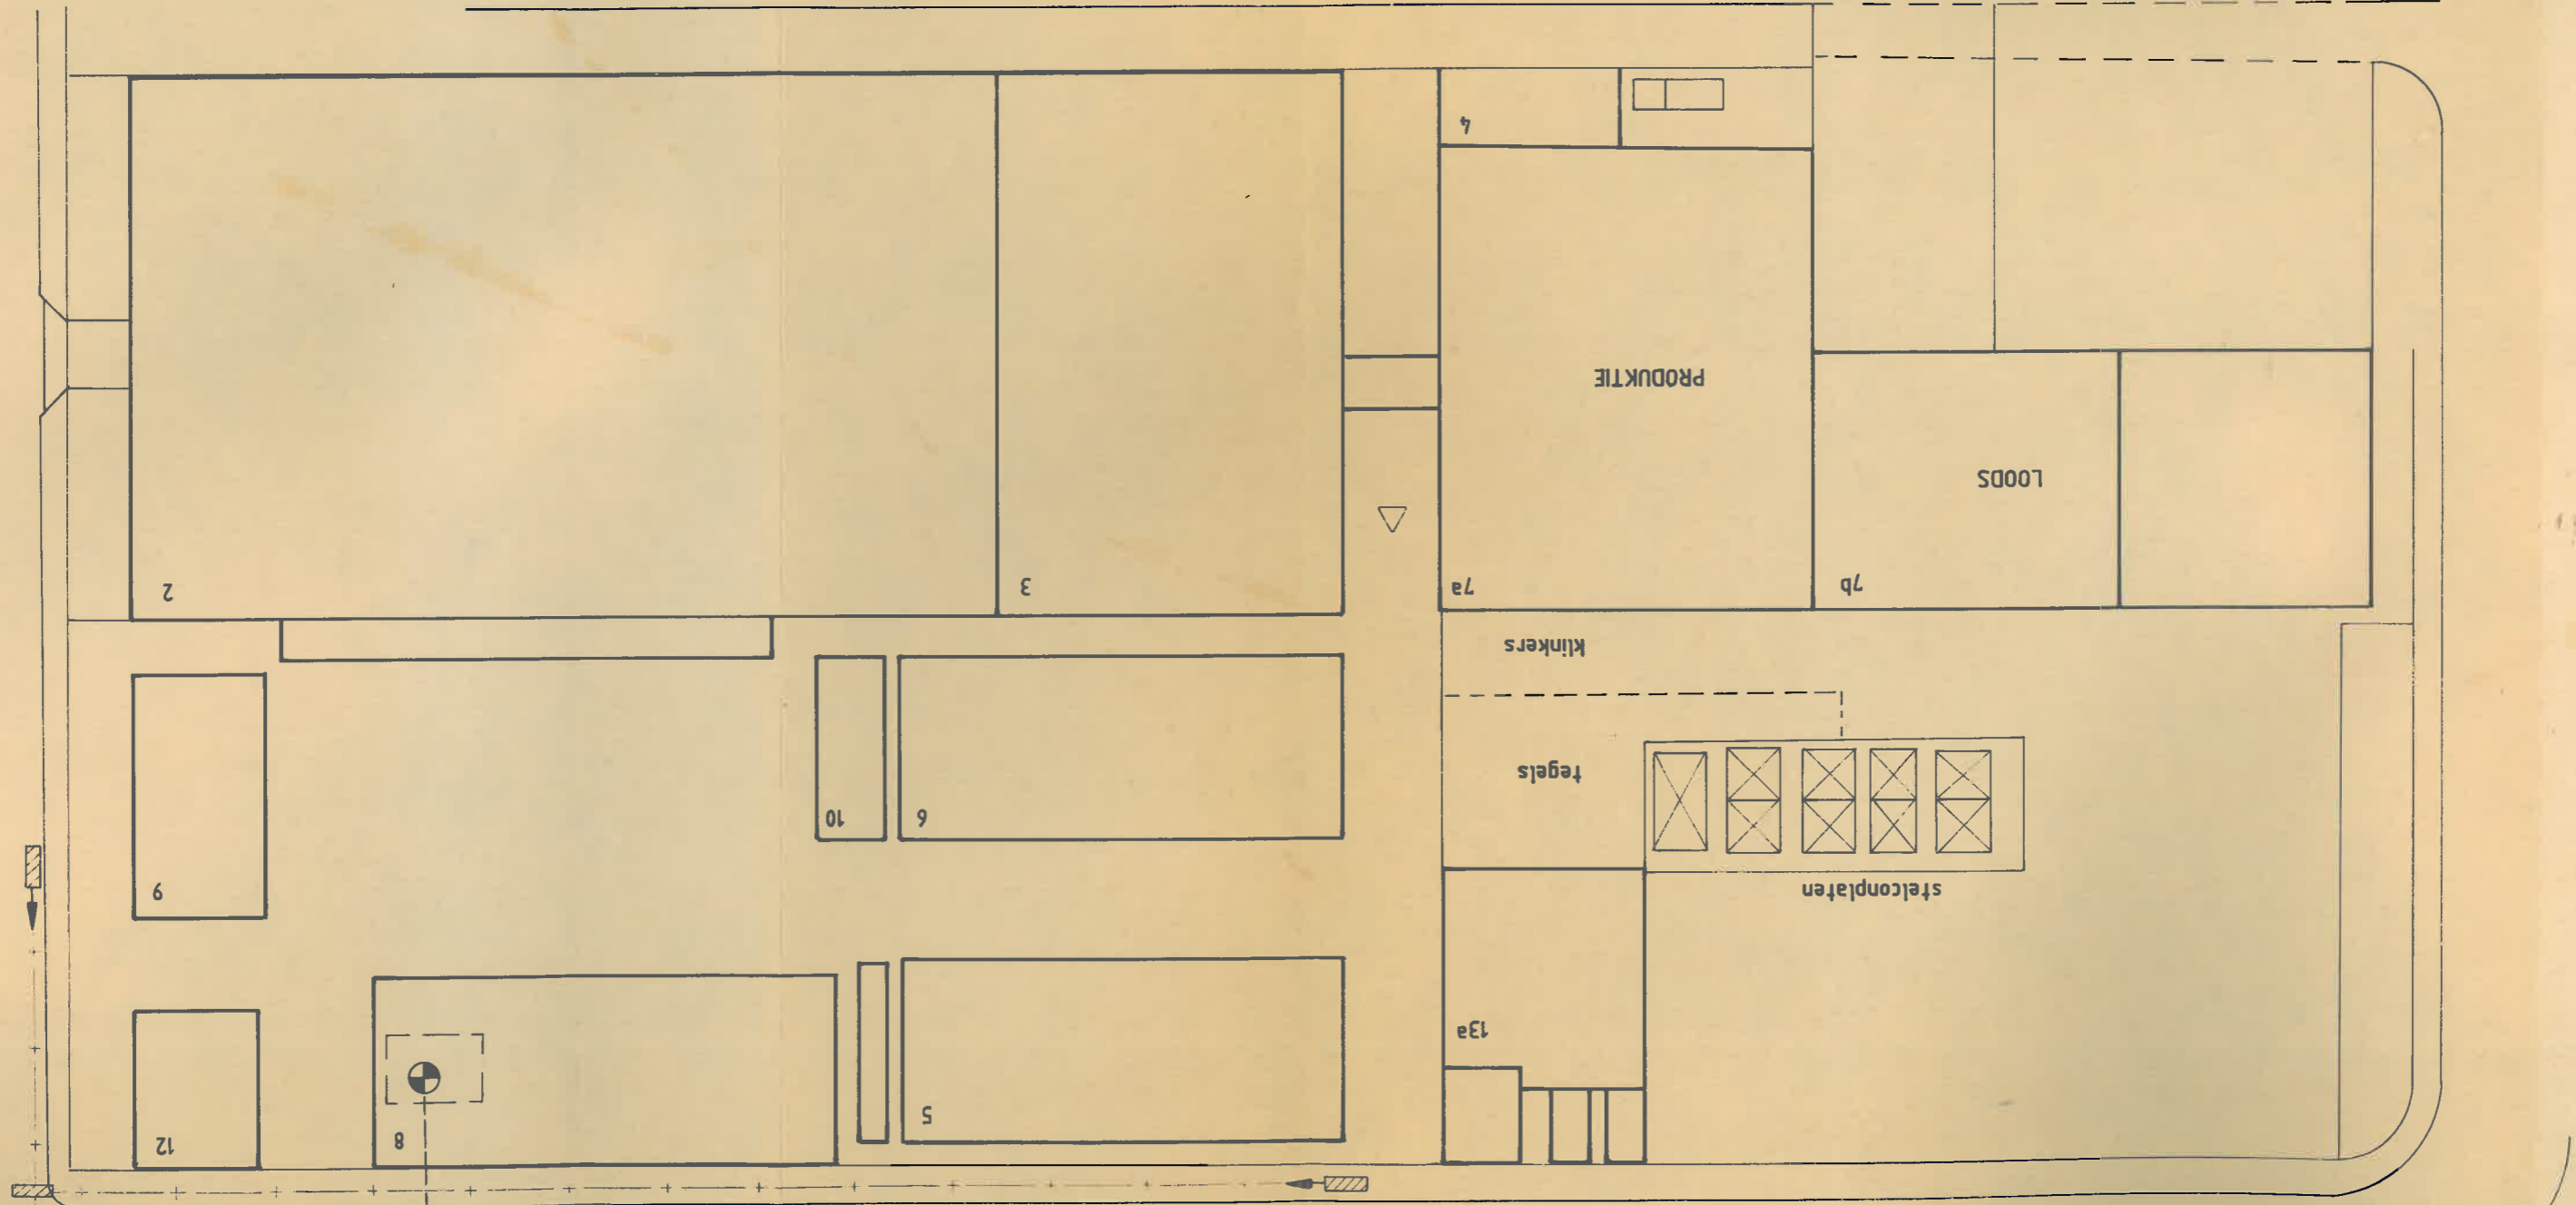 8
12
5
13a
stelconplaten
6
9
10
tegels
klinkers
7b
7a
3
2
LOODS
PRODUKTIE
4